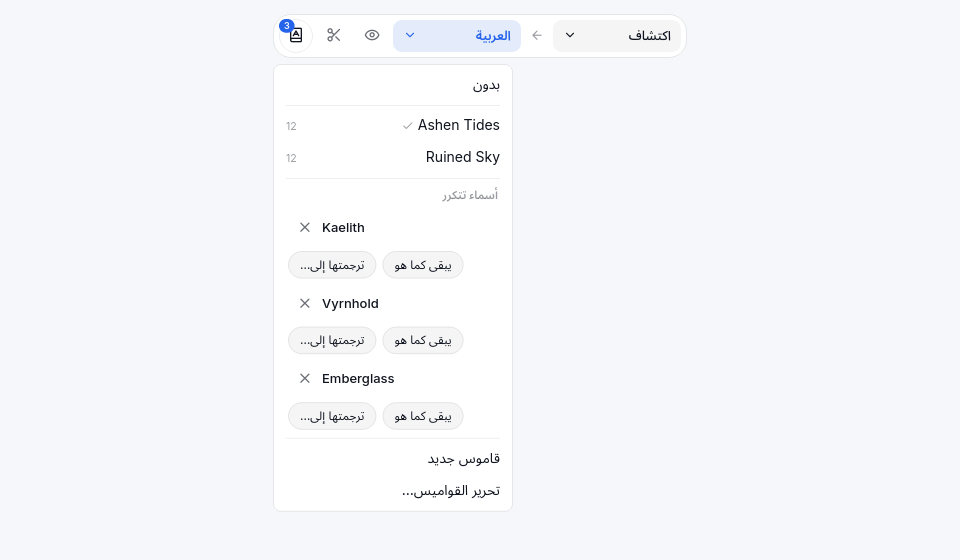 اكتشاف
العربية
3
بدون
Ashen Tides 12
Ruined Sky 12
أسماء تتكرر
Kaelith
يبقى كما هو ترجمتها إلى...
Vyrnhold
يبقى كما هو ترجمتها إلى...
Emberglass
يبقى كما هو ترجمتها إلى...
قاموس جديد
تحرير القواميس...